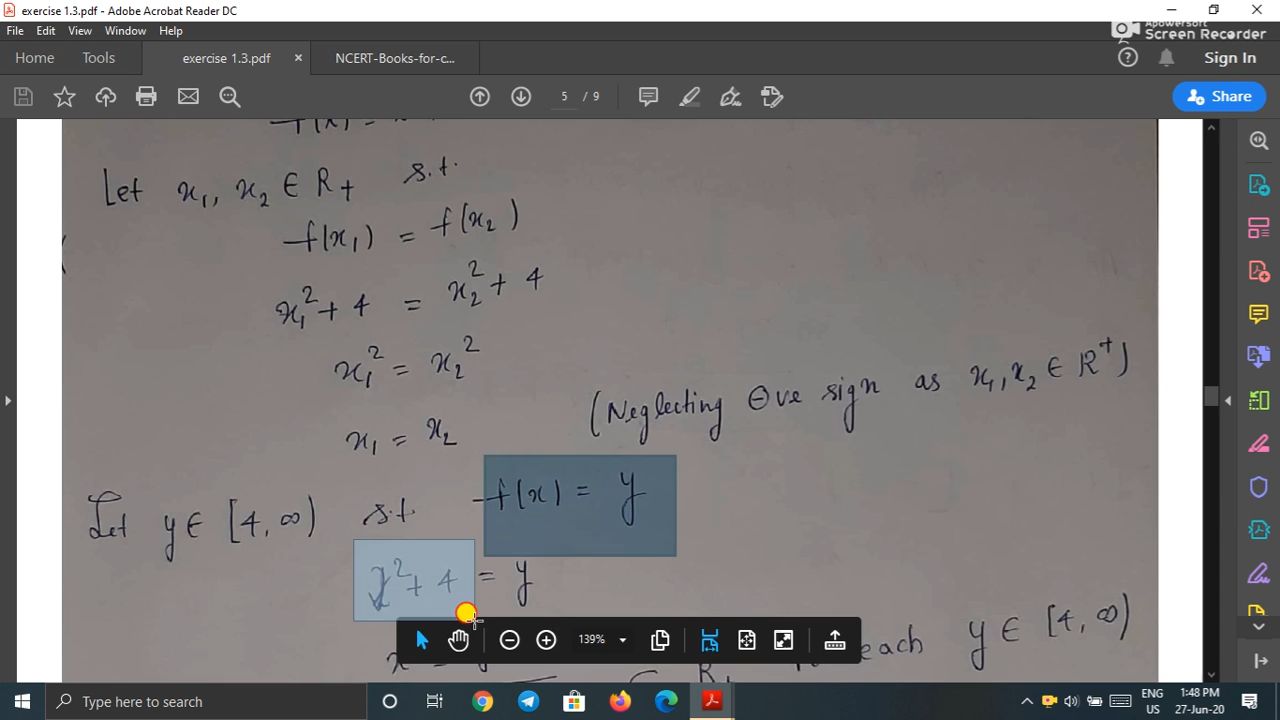 exercise 1.3.pdf - Adobe Acrobat Reader DC
File Edit View Window Help
Apowersoft
Screen Recorder
Home Tools exercise 1.3.pdf × NCERT-Books-for-c... Sign In
5 / 9 Share
Let x₁, x₂ ∈ R+ s.t.
f(x₁) = f(x₂)
x₁² + 4 = x₂² + 4
x₁² = x₂²
x₁ = x₂ (Neglecting ⊖ve sign as x₁, x₂ ∈ R⁺)
Let y ∈ [4, ∞) s.t f(x) = y
x² + 4 = y
each y ∈ [4, ∞)
139%
Type here to search
ENG
US
1:48 PM
27-Jun-20